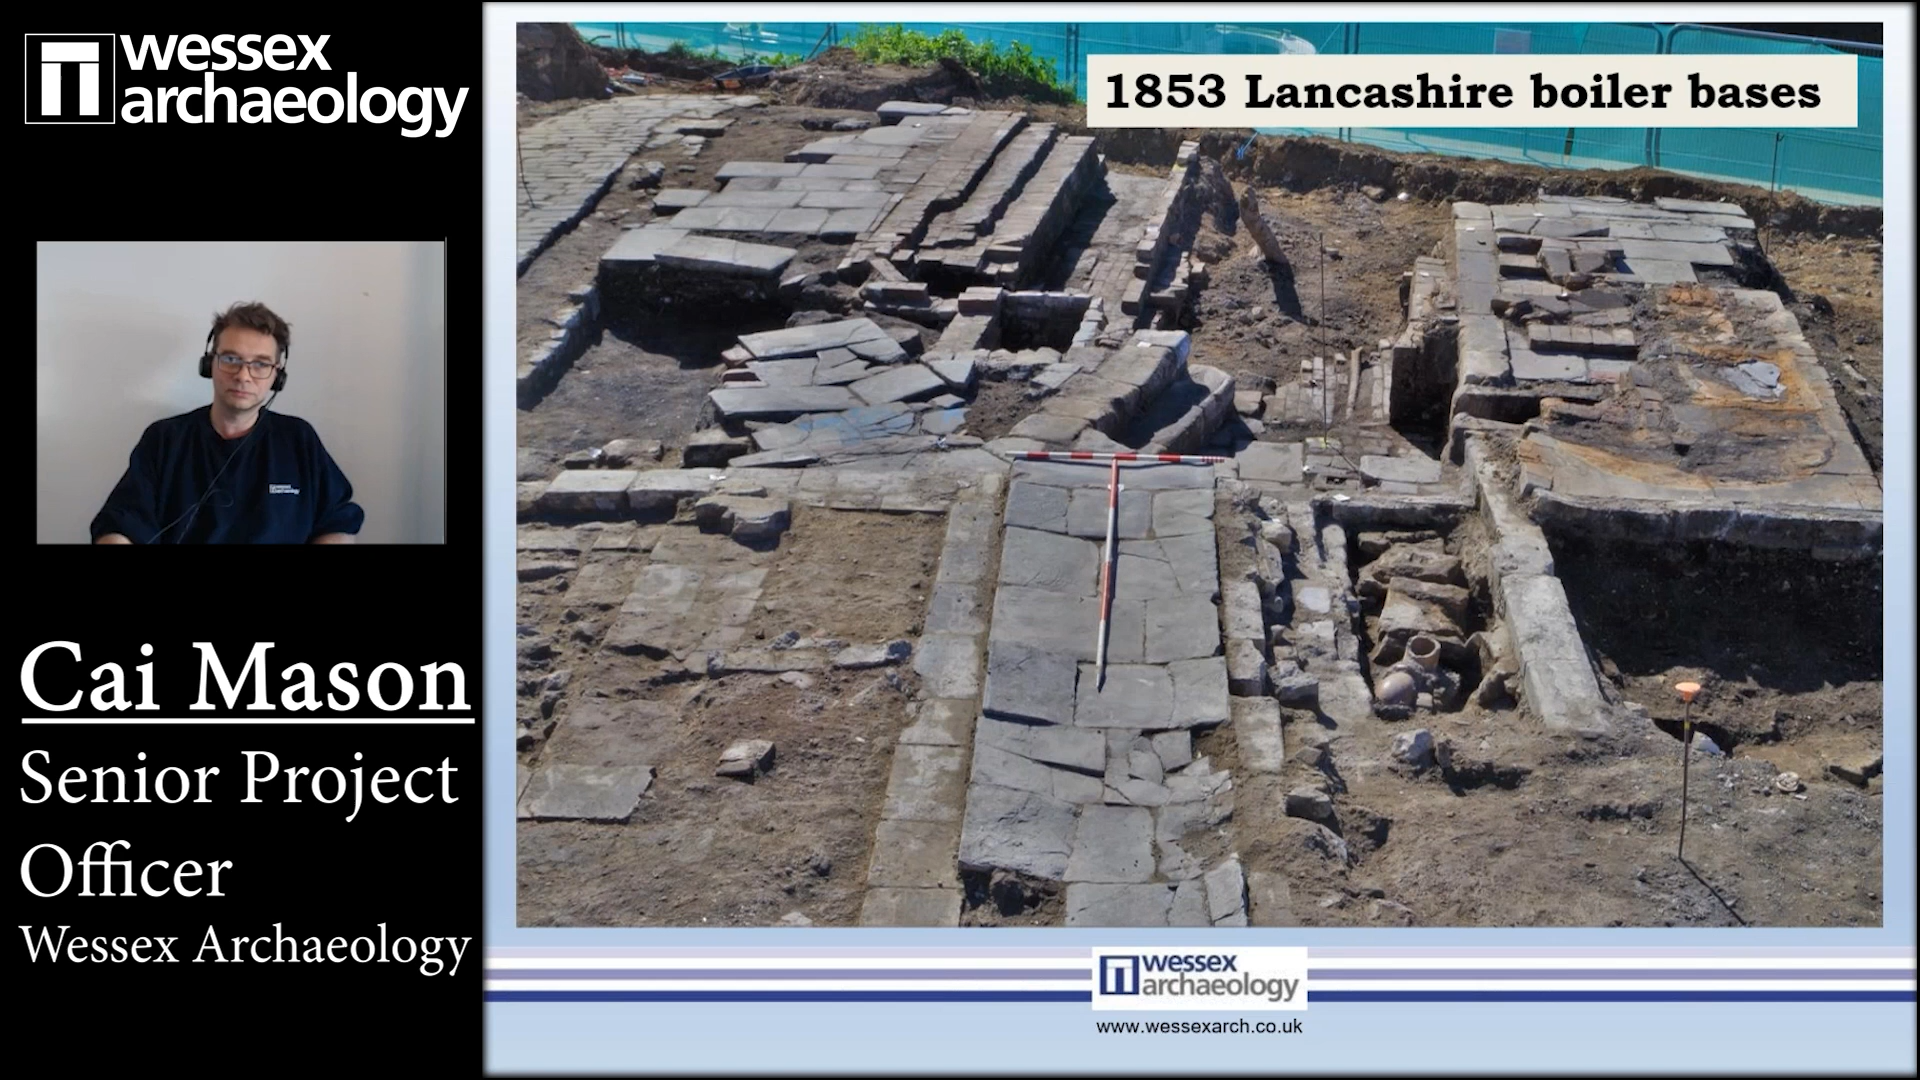 wessex
archaeology
Cai Mason
Senior Project
Officer
Wessex Archaeology
1853 Lancashire boiler bases
wessex
archaeology
www.wessexarch.co.uk